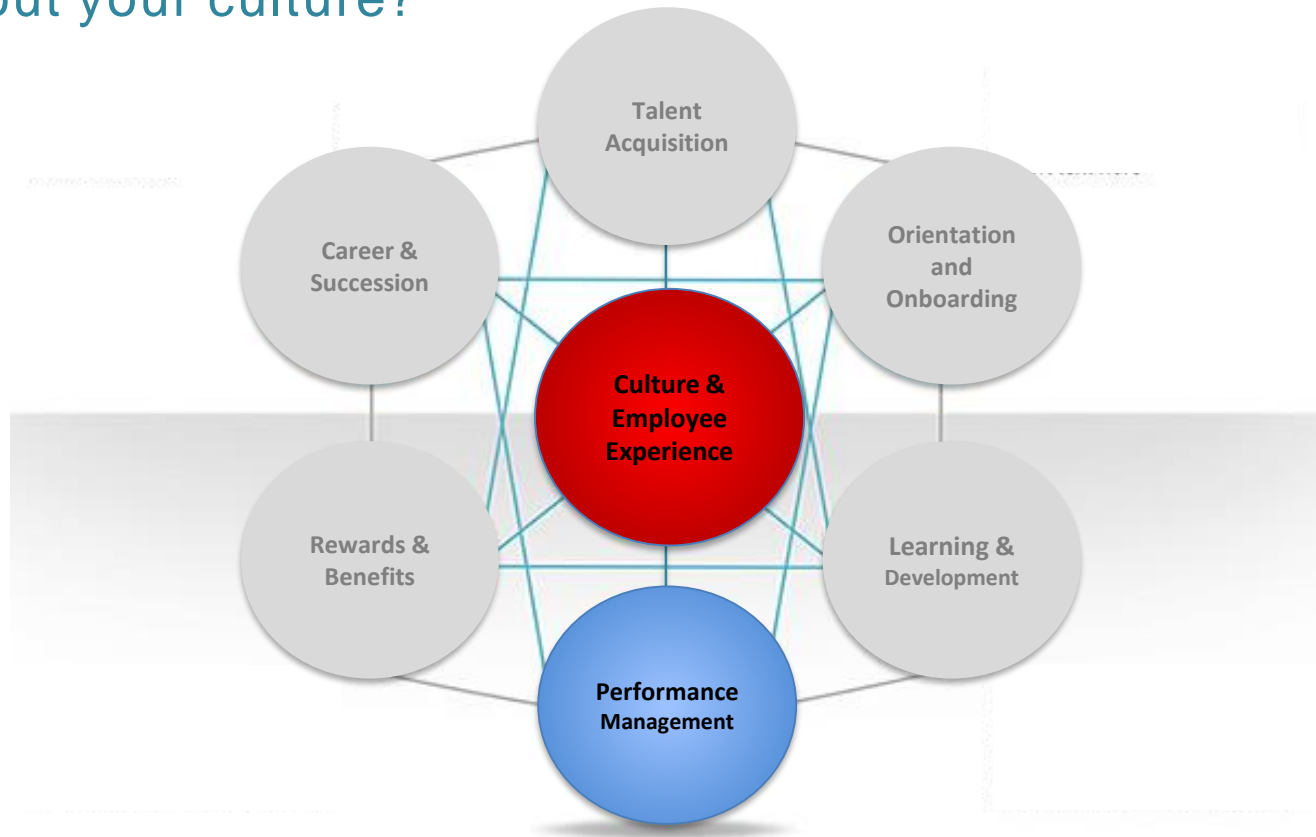 out your culture?
Talent
Acquisition
Career &
Succession
Orientation
and
Onboarding
Culture &
Employee
Experience
Rewards &
Benefits
Learning &
Development
Performance
Management